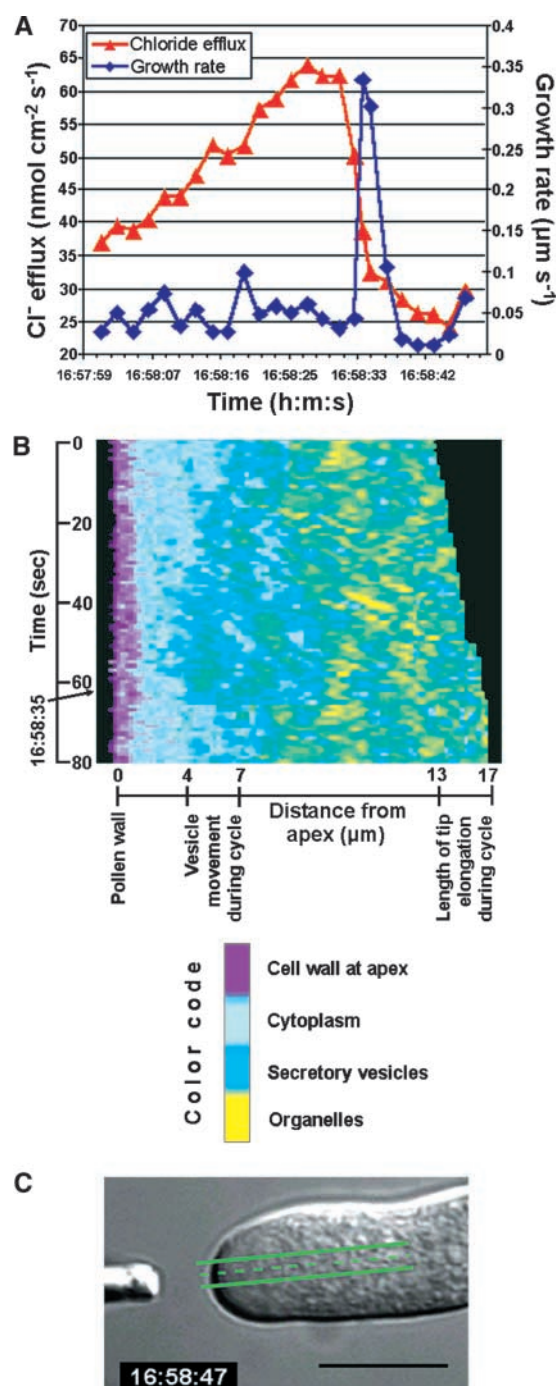 A
Chloride efflux
Growth rate
Cl⁻ efflux (nmol cm⁻² s⁻¹)
70
65
60
55
50
45
40
35
30
25
20
0.4
0.35
0.3
0.25
0.2
0.15
0.1
0.05
0
Growth rate (µm s⁻¹)
16:57:59 16:58:07 16:58:16 16:58:25 16:58:33 16:58:42
Time (h:m:s)
B
Time (sec)
0
20
40
60
80
16:58:35
0 4 7 13 17
Distance from
apex (µm)
Pollen wall
Vesicle
movement
during cycle
Length of tip
elongation
during cycle
Color code
Cell wall at apex
Cytoplasm
Secretory vesicles
Organelles
C
16:58:47